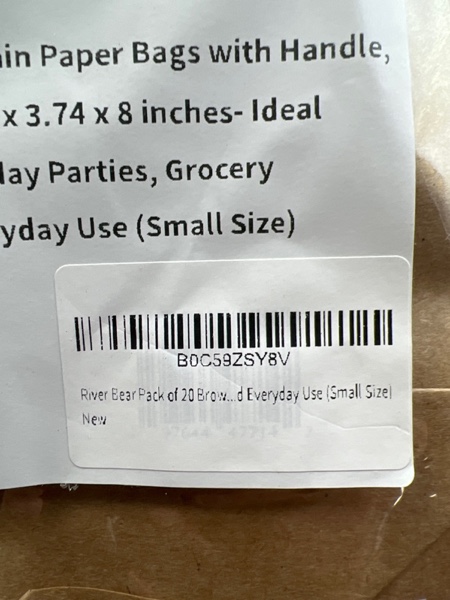 in Paper Bags with Handle,
x 3.74 x 8 inches- Ideal
day Parties, Grocery
yday Use (Small Size)
B0C59ZSY8V
River Bear Pack of 20 Brow...d Everyday Use (Small Size)
New